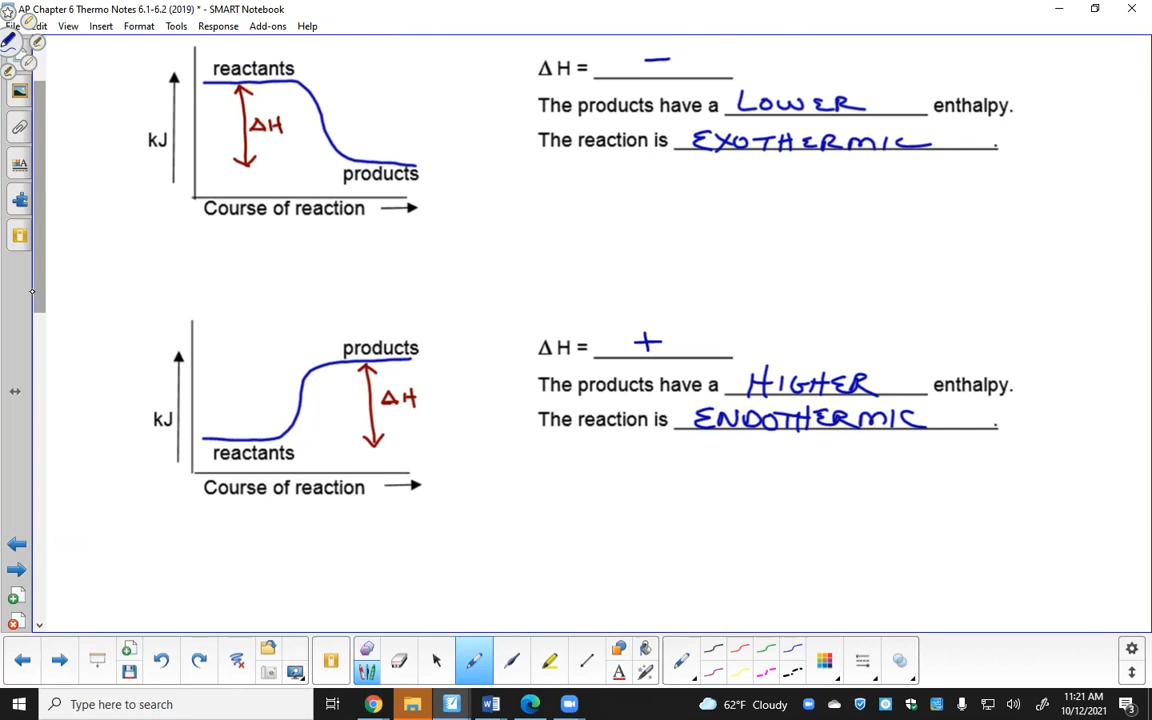 AP Chapter 6 Thermo Notes 6.1-6.2 (2019) * - SMART Notebook
File Edit View Insert Format Tools Response Add-ons Help
reactants
ΔH
kJ
products
Course of reaction
Δ H = −
The products have a LOWER enthalpy.
The reaction is EXOTHERMIC .
products
ΔH
kJ
reactants
Course of reaction
Δ H = +
The products have a HIGHER enthalpy.
The reaction is ENDOTHERMIC .
Type here to search
62°F Cloudy
11:21 AM
10/12/2021
3